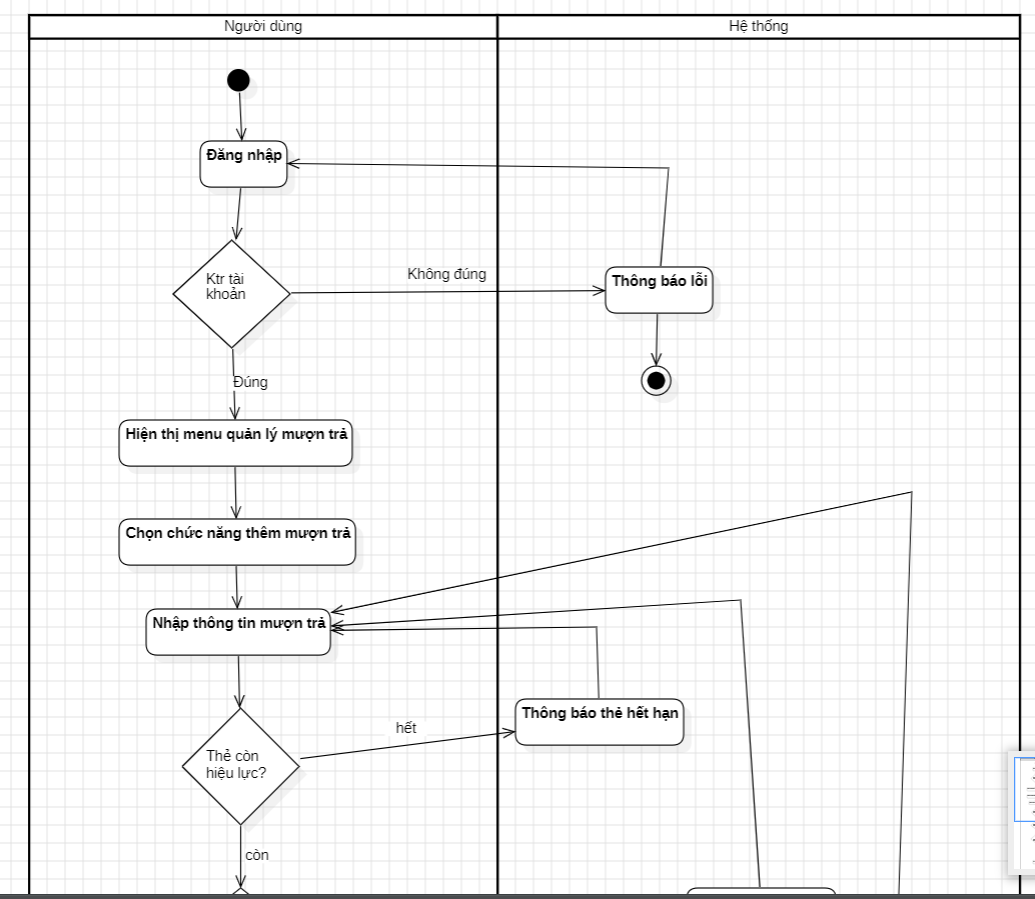 Người dùng
Hệ thống
Đăng nhập
Ktr tài
khoản
Không đúng
Thông báo lỗi
Đúng
Hiện thị menu quản lý mượn trả
Chọn chức năng thêm mượn trả
Nhập thông tin mượn trả
Thông báo thẻ hết hạn
hết
Thẻ còn
hiệu lực?
còn